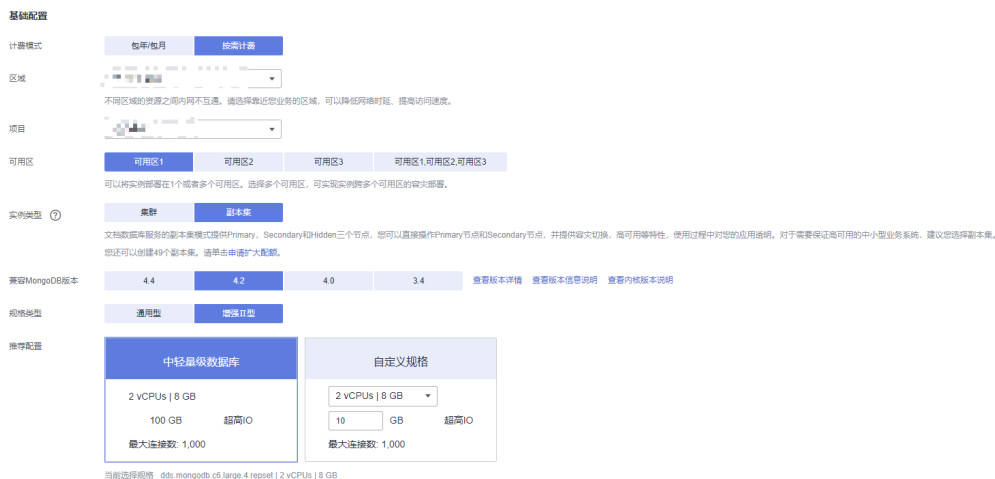 基础配置
计费模式 包年/包月 按需计费
区域
不同区域的资源之间内网不互通。请选择靠近您业务的区域，可以降低网络时延、提高访问速度。
项目
可用区 可用区1 可用区2 可用区3 可用区1,可用区2,可用区3
可以将实例部署在1个或者多个可用区。选择多个可用区，可实现实例跨多个可用区的容灾部署。
实例类型 ? 集群 副本集
文档数据库服务的副本集模式提供Primary、Secondary和Hidden三个节点，您可以直接操作Primary节点和Secondary节点，并提供容灾切换、高可用等特性，使用过程中对您的应用透明。对于需要保证高可用的中小型业务系统，建议您选择副本集。
您还可以创建49个副本集。请单击申请扩大配额。
兼容MongoDB版本 4.4 4.2 4.0 3.4 查看版本详情 查看版本信息说明 查看内核版本说明
规格类型 通用型 增强II型
推荐配置 中轻量级数据库 自定义规格
2 vCPUs | 8 GB 2 vCPUs | 8 GB
100 GB 超高IO 10 GB 超高IO
最大连接数: 1,000 最大连接数: 1,000
当前选择规格 dds.mongodb.c6.large.4.repset | 2 vCPUs | 8 GB